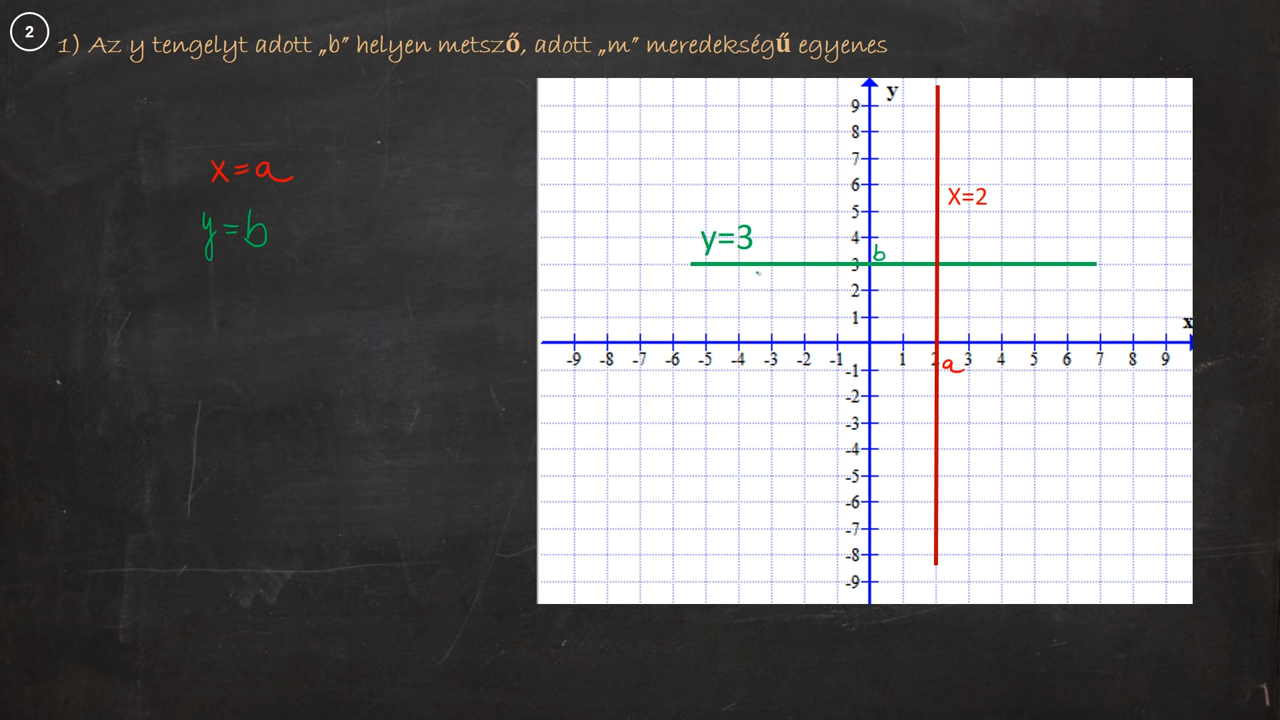 2
1) Az y tengelyt adott „b” helyen metsző, adott „m” meredekségű egyenes
x=a
y=b
y
9
8
7
6
X=2
5
y=3
4
b
3
2
1
x
-9 -8 -7 -6 -5 -4 -3 -2 -1 1 2 3 4 5 6 7 8 9
a
-1
-2
-3
-4
-5
-6
-7
-8
-9